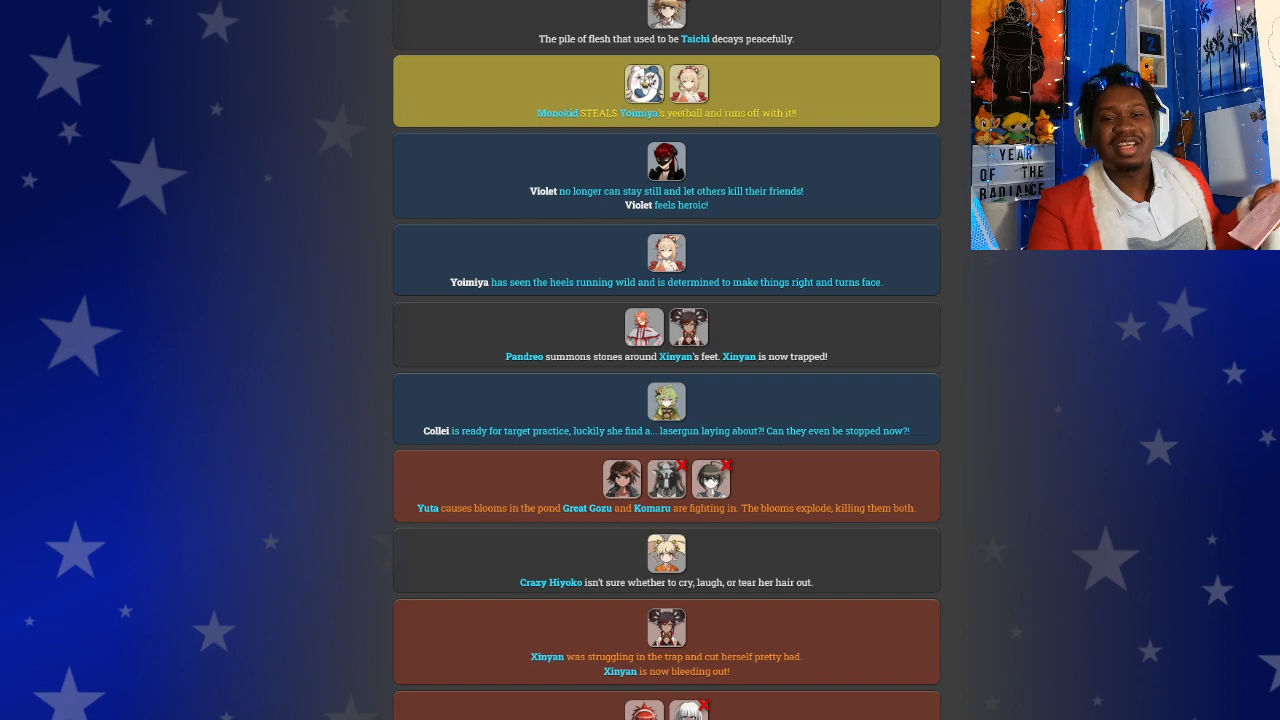 The pile of flesh that used to be Taichi decays peacefully.
Monokid STEALS Yoimiya's yeetball and runs off with it!!
Violet no longer can stay still and let others kill their friends!
Violet feels heroic!
Yoimiya has seen the heels running wild and is determined to make things right and turns face.
Pandreo summons stones around Xinyan's feet. Xinyan is now trapped!
Collei is ready for target practice, luckily she find a... lasergun laying about?! Can they even be stopped now?!
Yuta causes blooms in the pond Great Gozu and Komaru are fighting in. The blooms explode, killing them both.
Crazy Hiyoko isn't sure whether to cry, laugh, or tear her hair out.
Xinyan was struggling in the trap and cut herself pretty bad.
Xinyan is now bleeding out!
YEAR
OF THE
RADIANCE
2